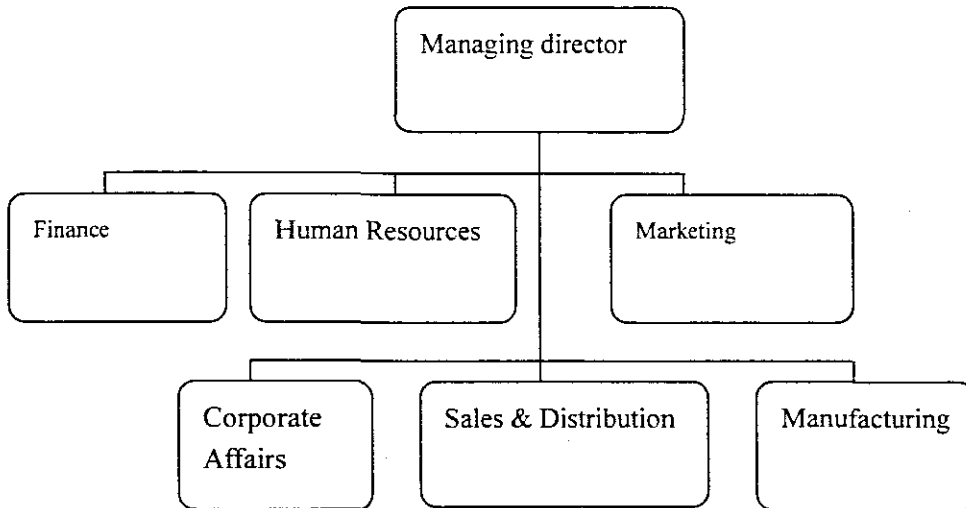 Managing director
Finance
Human Resources
Marketing
Corporate
Affairs
Sales & Distribution
Manufacturing